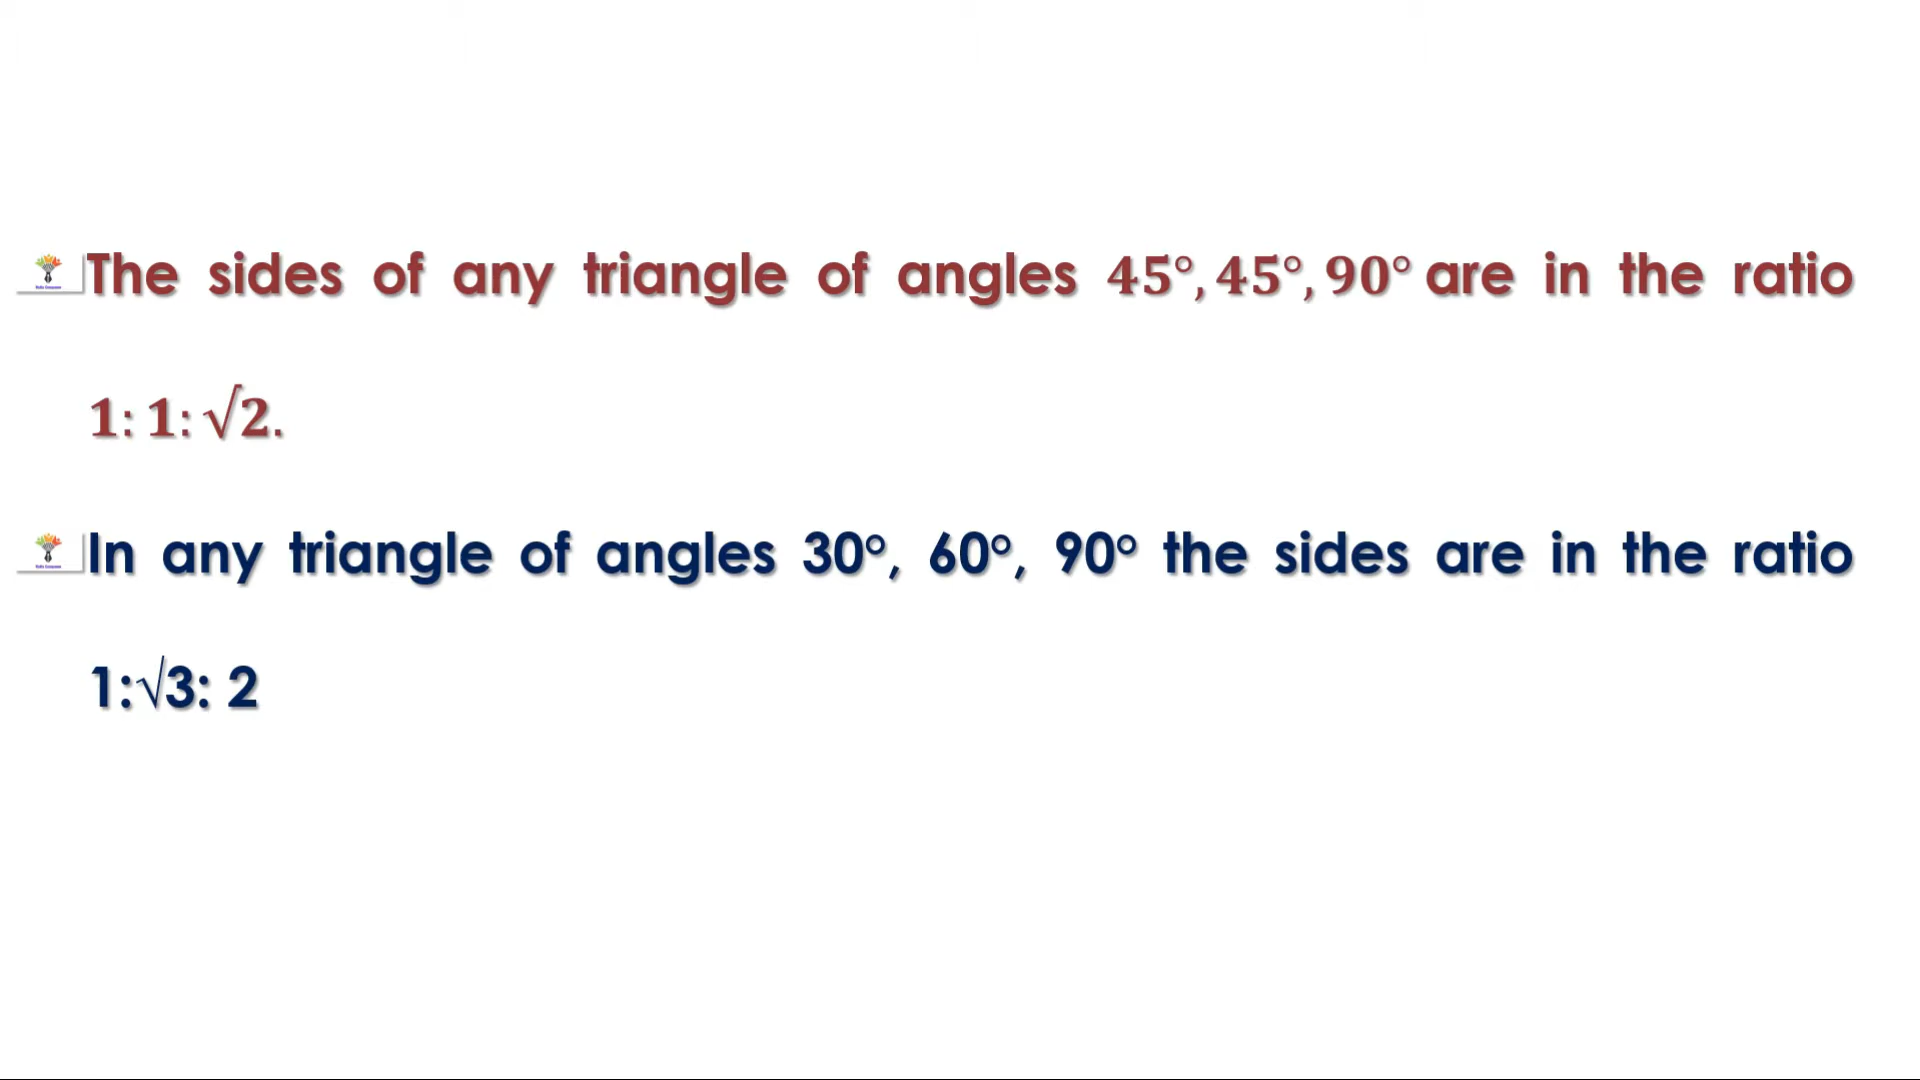 The sides of any triangle of angles 45°, 45°, 90° are in the ratio
1: 1: √2.
In any triangle of angles 30°, 60°, 90° the sides are in the ratio
1:√3: 2